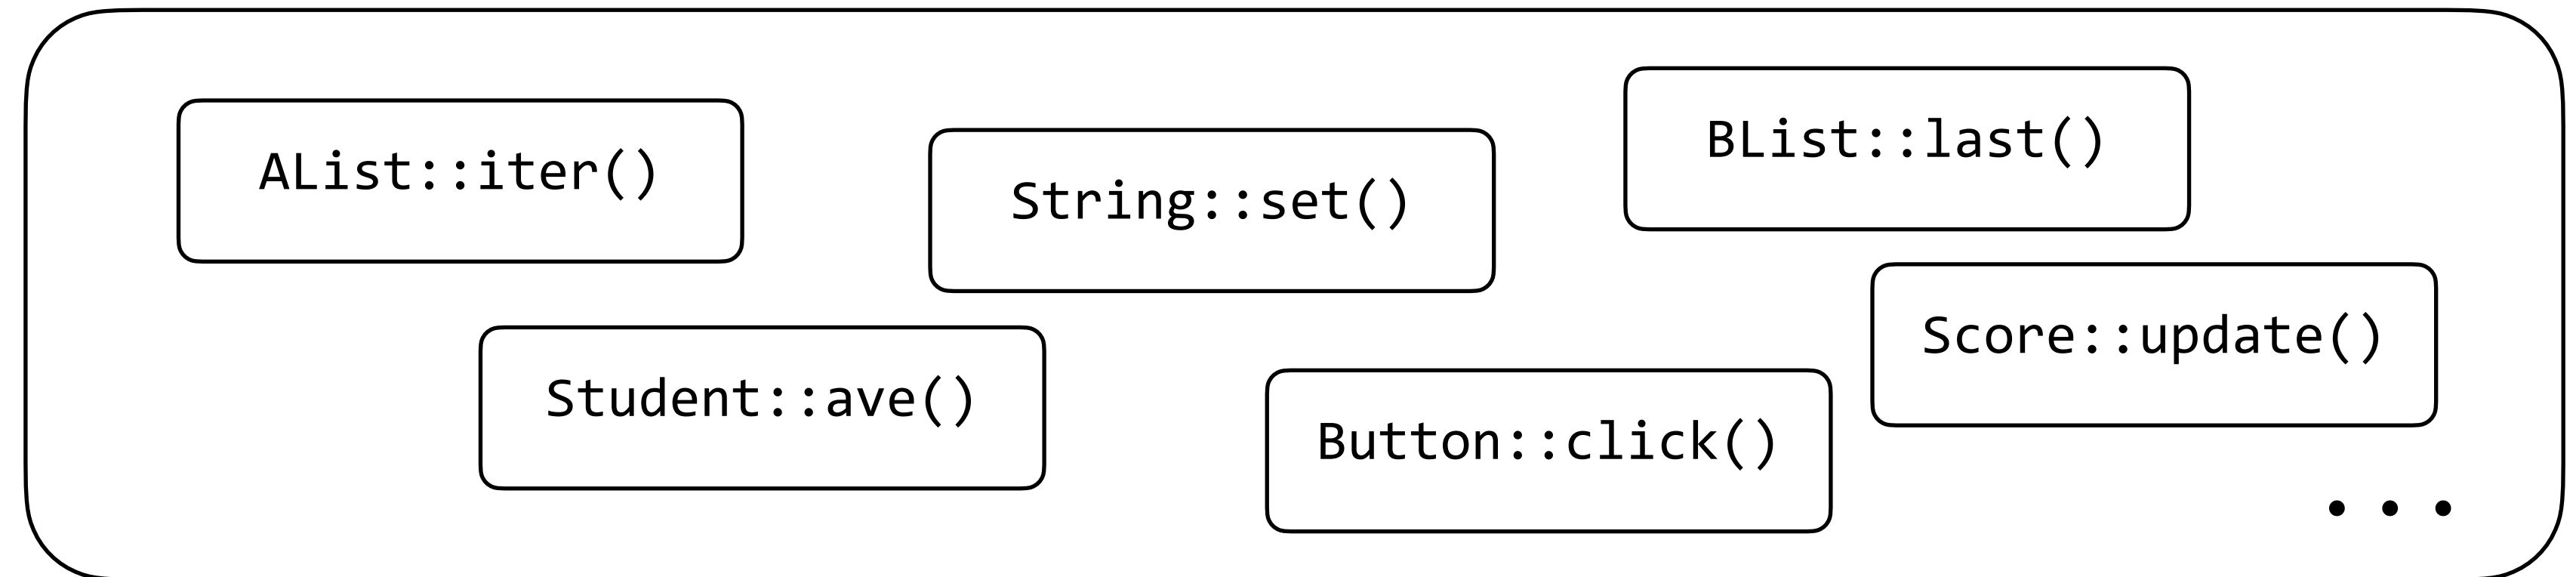 AList::iter()
String::set()
BList::last()
Student::ave()
Button::click()
Score::update()
...